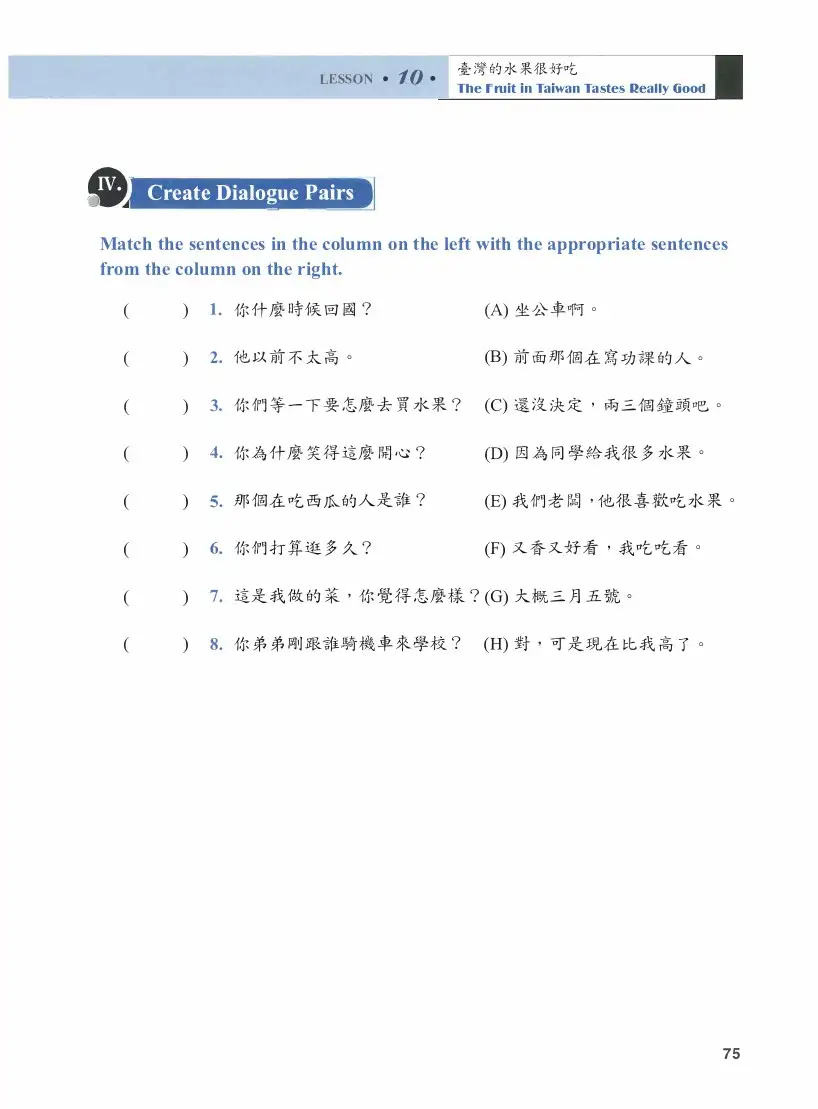 LESSON • 10 •
臺灣的水果很好吃
The Fruit in Taiwan Tastes Really Good
IV. Create Dialogue Pairs
Match the sentences in the column on the left with the appropriate sentences
from the column on the right.
( ) 1. 你什麼時候回國？ (A) 坐公車啊。
( ) 2. 他以前不太高。 (B) 前面那個在寫功課的人。
( ) 3. 你們等一下要怎麼去買水果？ (C) 還沒決定，兩三個鐘頭吧。
( ) 4. 你為什麼笑得這麼開心？ (D) 因為同學給我很多水果。
( ) 5. 那個在吃西瓜的人是誰？ (E) 我們老闆，他很喜歡吃水果。
( ) 6. 你們打算逛多久？ (F) 又香又好看，我吃吃看。
( ) 7. 這是我做的菜，你覺得怎麼樣？ (G) 大概三月五號。
( ) 8. 你弟弟剛跟誰騎機車來學校？ (H) 對，可是現在比我高了。
75